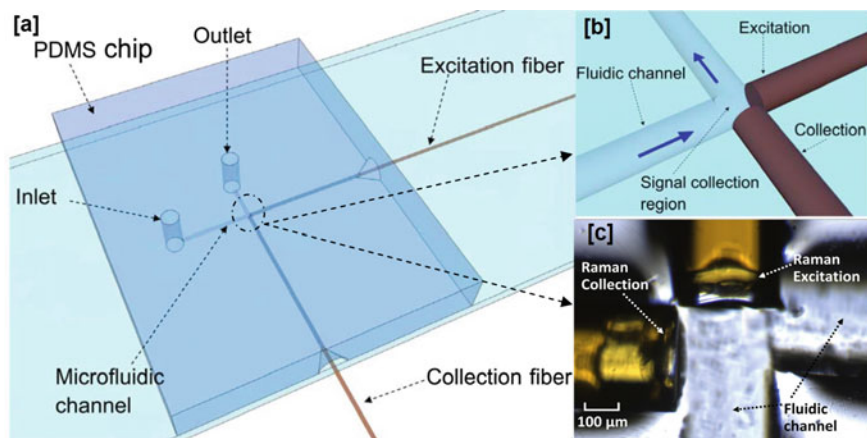 [a]
PDMS chip
Outlet
Excitation fiber
Inlet
Microfluidic
channel
Collection fiber
[b]
Excitation
Fluidic channel
Collection
Signal collection
region
[c]
Raman
Collection
Raman
Excitation
100 µm
Fluidic
channel